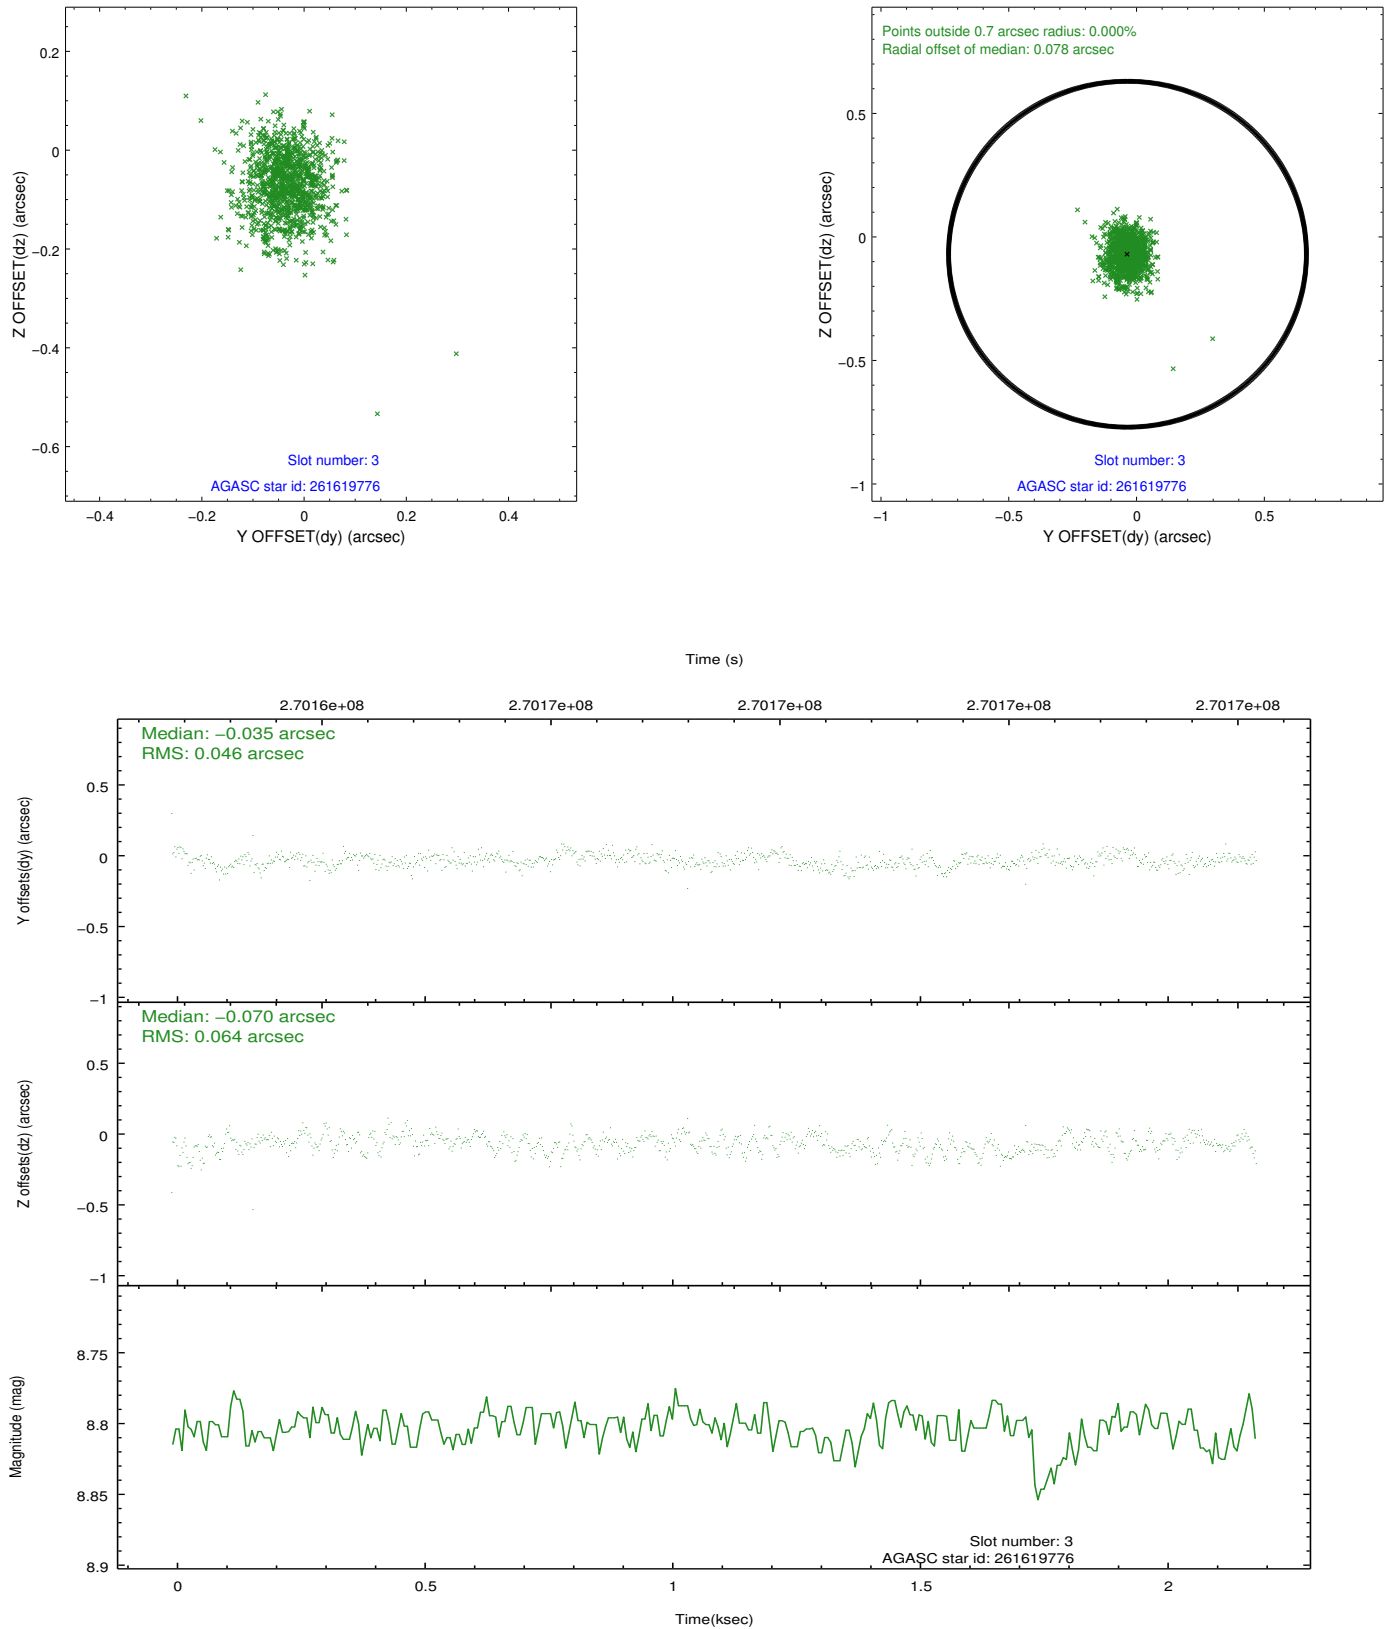 0.2
0
−0.2
−0.4
−0.6
Z OFFSET(dz) (arcsec)
Slot number: 3
AGASC star id: 261619776
−0.4 −0.2 0 0.2 0.4
Y OFFSET(dy) (arcsec)
Points outside 0.7 arcsec radius: 0.000%
Radial offset of median: 0.078 arcsec
0.5
0
−0.5
−1
Z OFFSET(dz) (arcsec)
Slot number: 3
AGASC star id: 261619776
−1 −0.5 0 0.5
Y OFFSET(dy) (arcsec)
Time (s)
2.7016e+08 2.7017e+08 2.7017e+08 2.7017e+08 2.7017e+08
Median: −0.035 arcsec
RMS: 0.046 arcsec
0.5
0
−0.5
−1
Y offsets(dy) (arcsec)
Median: −0.070 arcsec
RMS: 0.064 arcsec
0.5
0
−0.5
−1
Z offsets(dz) (arcsec)
8.75
8.8
8.85
8.9
Magnitude (mag)
Slot number: 3
AGASC star id: 261619776
0 0.5 1 1.5 2
Time(ksec)